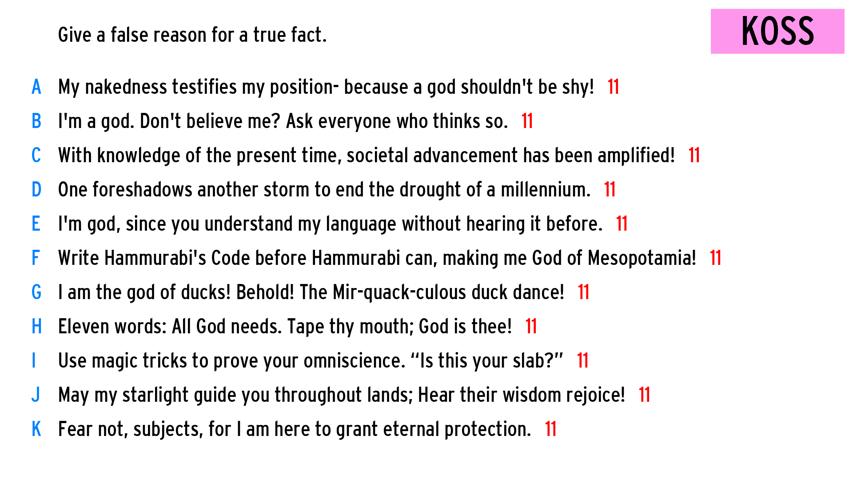 Give a false reason for a true fact.
KOSS
A My nakedness testifies my position- because a god shouldn't be shy! 11
B I'm a god. Don't believe me? Ask everyone who thinks so. 11
C With knowledge of the present time, societal advancement has been amplified! 11
D One foreshadows another storm to end the drought of a millennium. 11
E I'm god, since you understand my language without hearing it before. 11
F Write Hammurabi's Code before Hammurabi can, making me God of Mesopotamia! 11
G I am the god of ducks! Behold! The Mir-quack-culous duck dance! 11
H Eleven words: All God needs. Tape thy mouth; God is thee! 11
I Use magic tricks to prove your omniscience. “Is this your slab?” 11
J May my starlight guide you throughout lands; Hear their wisdom rejoice! 11
K Fear not, subjects, for I am here to grant eternal protection. 11